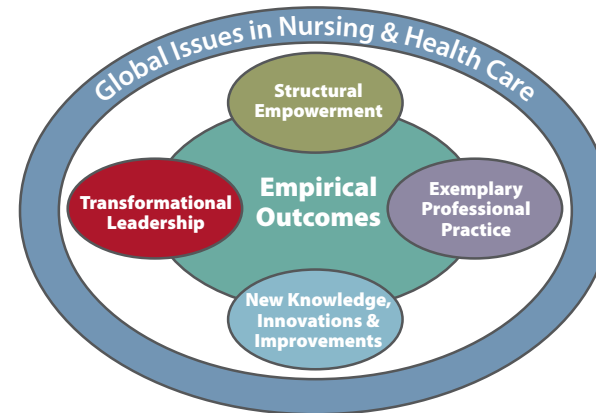 Global Issues in Nursing & Health Care
Structural
Empowerment
Transformational
Leadership
Empirical
Outcomes
Exemplary
Professional
Practice
New Knowledge,
Innovations &
Improvements